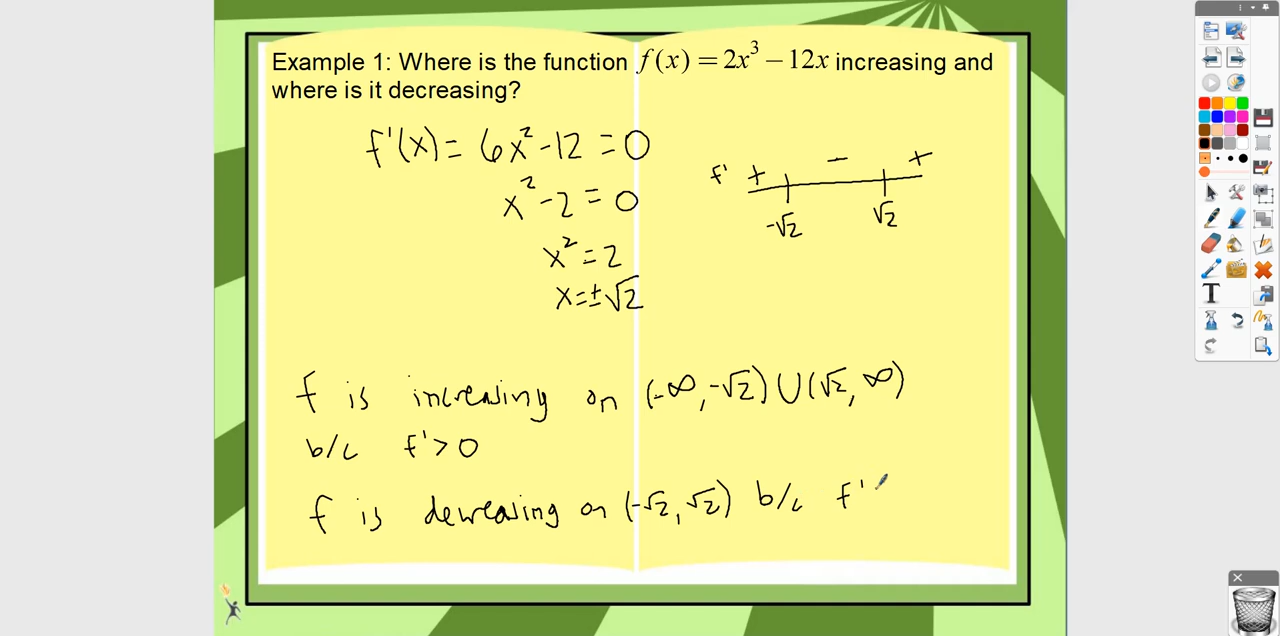 Example 1: Where is the function f(x) = 2x³ − 12x increasing and
where is it decreasing?
f'(x) = 6x² - 12 = 0
x² - 2 = 0
x² = 2
x = ±√2
f' + − +
-√2 √2
f is increasing on (-∞, -√2) ∪ (√2, ∞)
b/c f' > 0
f is decreasing on (-√2, √2) b/c f'